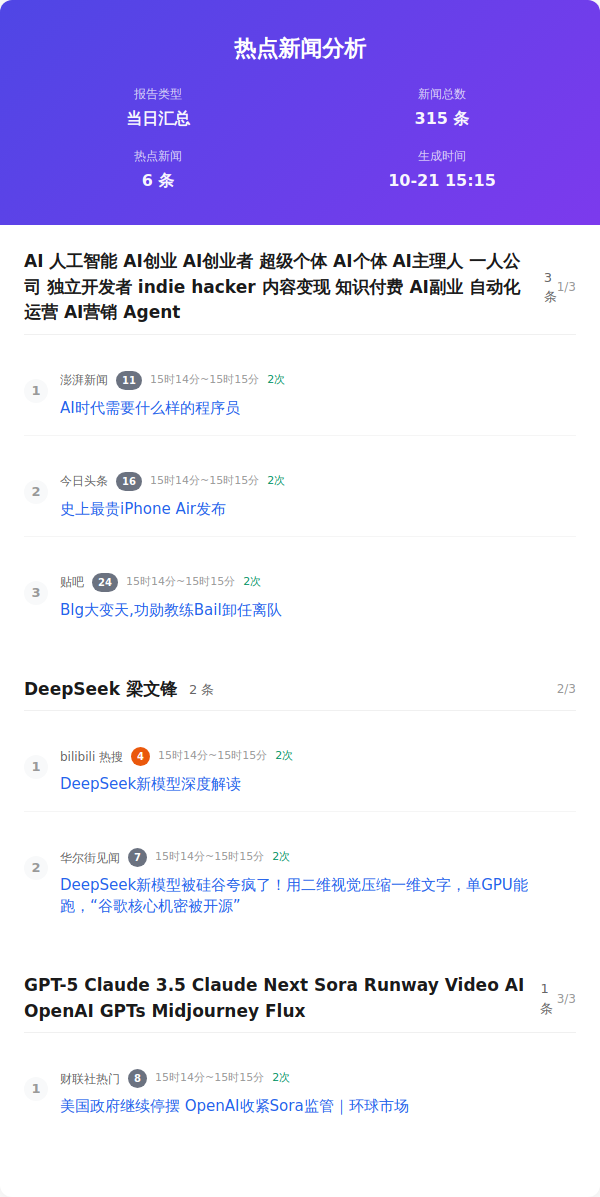 热点新闻分析
报告类型
当日汇总
新闻总数
315 条
热点新闻
6 条
生成时间
10-21 15:15
AI 人工智能 AI创业 AI创业者 超级个体 AI个体 AI主理人 一人公
司 独立开发者 indie hacker 内容变现 知识付费 AI副业 自动化
运营 AI营销 Agent
3
条
1/3
1
澎湃新闻 11 15时14分~15时15分 2次
AI时代需要什么样的程序员
2
今日头条 16 15时14分~15时15分 2次
史上最贵iPhone Air发布
3
贴吧 24 15时14分~15时15分 2次
Blg大变天,功勋教练Bail卸任离队
DeepSeek 梁文锋 2 条 2/3
1
bilibili 热搜 4 15时14分~15时15分 2次
DeepSeek新模型深度解读
2
华尔街见闻 7 15时14分~15时15分 2次
DeepSeek新模型被硅谷夸疯了！用二维视觉压缩一维文字，单GPU能
跑，“谷歌核心机密被开源”
GPT-5 Claude 3.5 Claude Next Sora Runway Video AI
OpenAI GPTs Midjourney Flux
1
条
3/3
1
财联社热门 8 15时14分~15时15分 2次
美国政府继续停摆 OpenAI收紧Sora监管｜环球市场